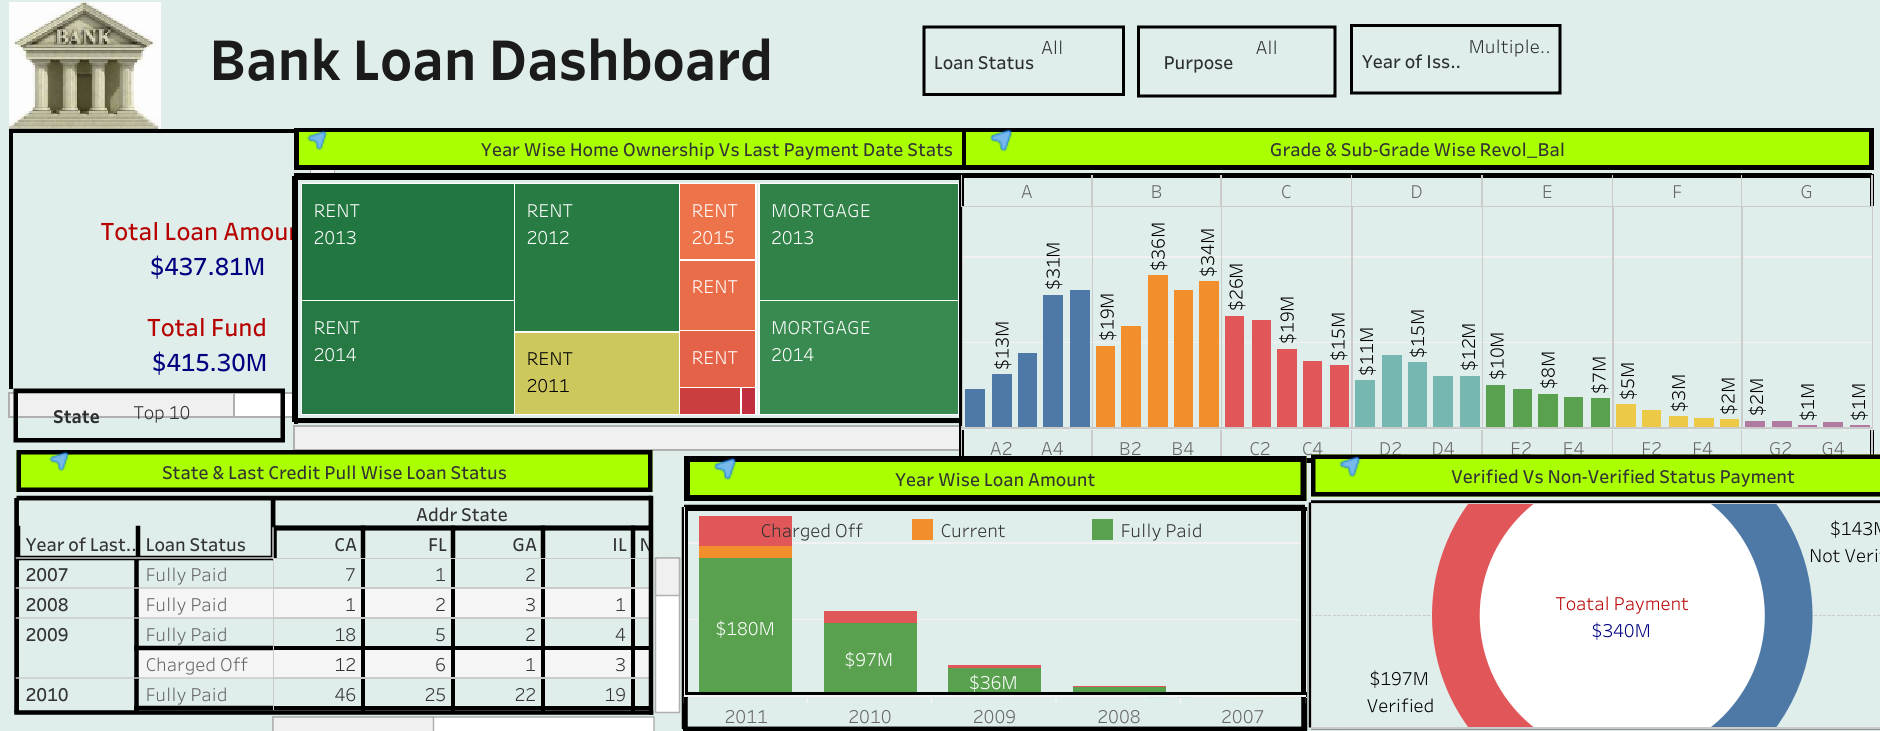 BANK
Bank Loan Dashboard
Loan Status All
Purpose All
Year of Iss.. Multiple..
Total Loan Amour
$437.81M
Total Fund
$415.30M
State Top 10
Year Wise Home Ownership Vs Last Payment Date Stats
RENT
2013
RENT
2012
RENT
2015
MORTGAGE
2013
RENT
RENT
2014
RENT
2011
RENT
MORTGAGE
2014
Grade & Sub-Grade Wise Revol_Bal
A B C D E F G
$13M $31M $19M $36M $34M $26M $19M $15M $11M $15M $12M $10M $8M $7M $5M $3M $2M $2M $1M $1M
A2 A4 B2 B4 C2 C4 D2 D4 E2 E4 F2 F4 G2 G4
State & Last Credit Pull Wise Loan Status
Addr State
Year of Last.. Loan Status CA FL GA IL N
2007 Fully Paid 7 1 2
2008 Fully Paid 1 2 3 1
2009 Fully Paid 18 5 2 4
Charged Off 12 6 1 3
2010 Fully Paid 46 25 22 19
Year Wise Loan Amount
Charged Off Current Fully Paid
$180M
$97M
$36M
2011 2010 2009 2008 2007
Verified Vs Non-Verified Status Payment
$143M
Not Veri
Toatal Payment
$340M
$197M
Verified